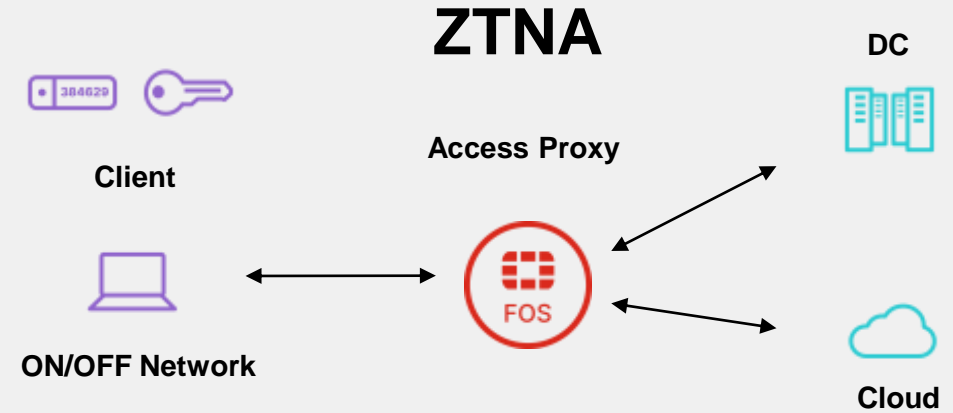 ZTNA
DC
384629
Access Proxy
Client
FOS
ON/OFF Network
Cloud